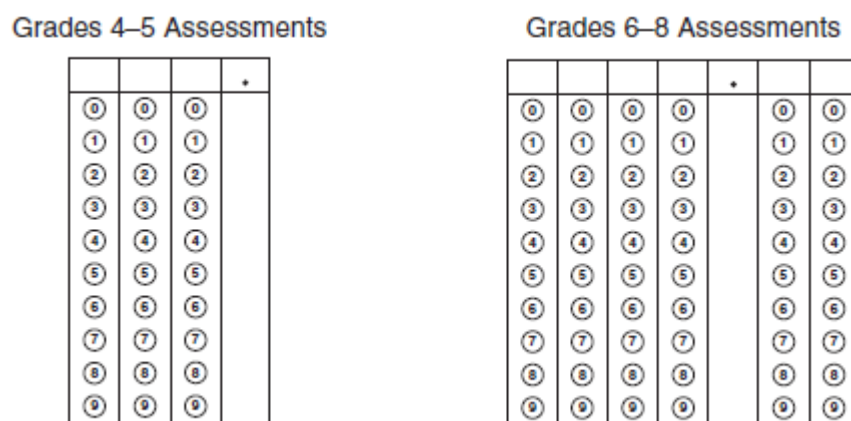 Grades 4–5 Assessments
Grades 6–8 Assessments
.
.
0 0 0
0 0 0 0 0 0
1 1 1
1 1 1 1 1 1
2 2 2
2 2 2 2 2 2
3 3 3
3 3 3 3 3 3
4 4 4
4 4 4 4 4 4
5 5 5
5 5 5 5 5 5
6 6 6
6 6 6 6 6 6
7 7 7
7 7 7 7 7 7
8 8 8
8 8 8 8 8 8
9 9 9
9 9 9 9 9 9